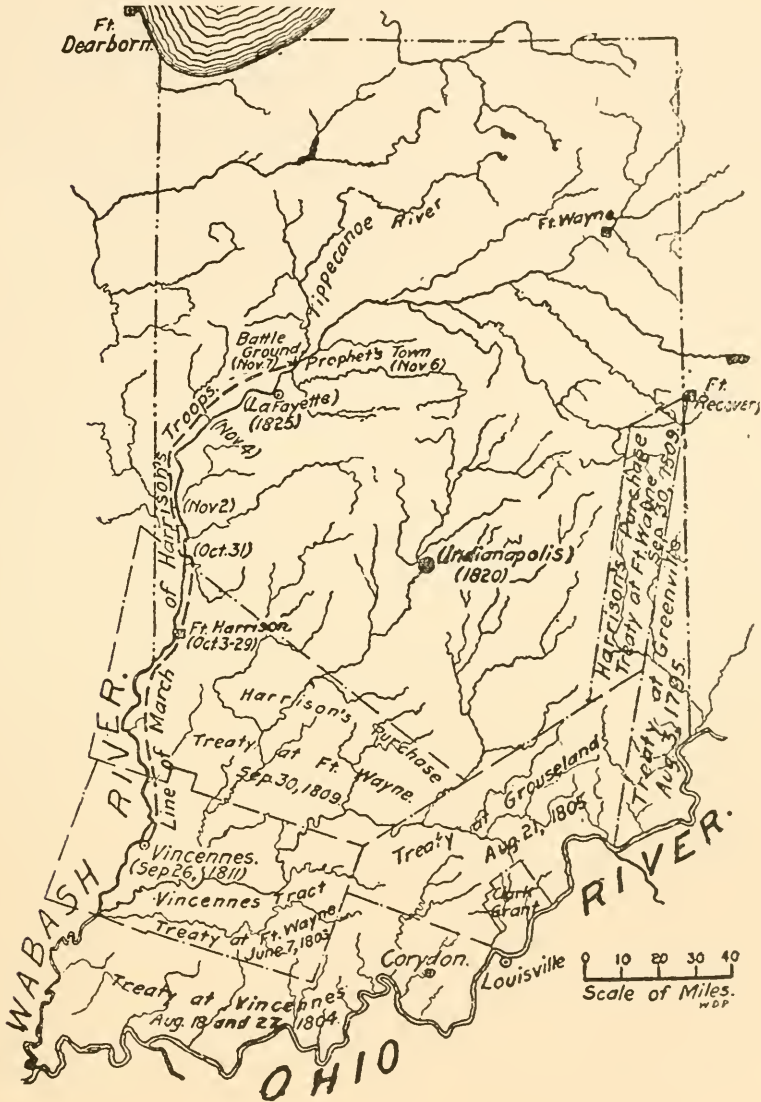 Ft.
Dearborn.
Ft. Wayne
Tippecanoe River
Battle
Ground
(Nov.7)
Prophet's Town
(Nov 6)
(LaFayette)
(1825)
(Nov.4)
Ft.
Recovery
(Nov2)
(Oct.31)
(Indianapolis)
(1820)
Ft. Harrison
(Oct.3-29)
Line of March of Harrison's Troops.
Harrison's Purchase
Treaty at Ft. Wayne
Sep. 30, 1809.
Treaty at Greenville
Aug. 3, 1795.
Harrison's Purchase
Treaty at Ft. Wayne.
Sep. 30, 1809.
Treaty at Grouseland
Aug. 21, 1805.
Vincennes.
(Sep 26, 1811)
Vincennes Tract
Treaty at Ft. Wayne
June 7, 1803
Clark
Grant
Corydon.
Louisville
Treaty at Vincennes.
Aug. 18 and 27, 1804.
WABASH RIVER.
OHIO RIVER.
0 10 20 30 40
Scale of Miles.
WDP